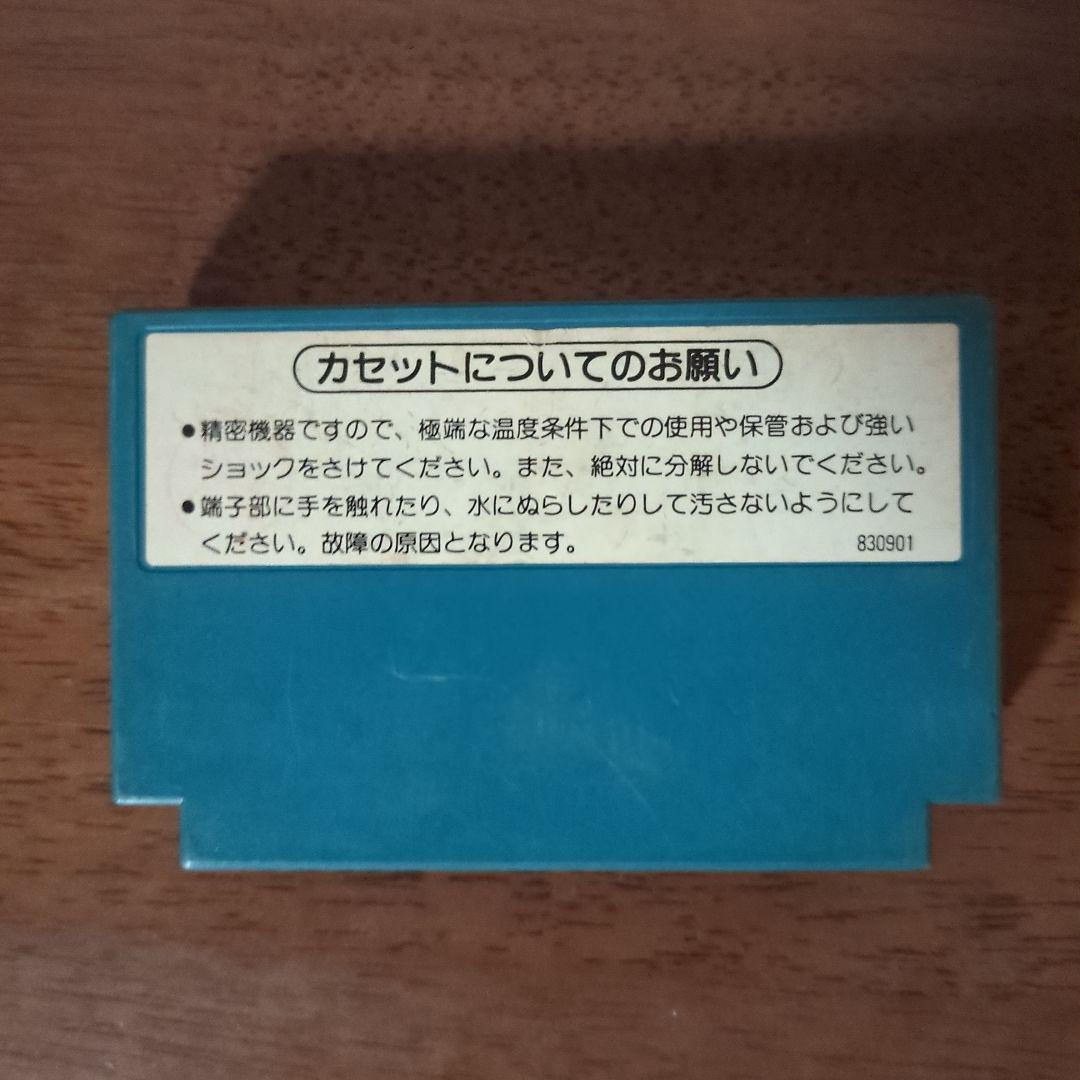 カセットについてのお願い
●精密機器ですので、極端な温度条件下での使用や保管および強い
ショックをさけてください。また、絶対に分解しないでください。
●端子部に手を触れたり、水にぬらしたりして汚さないようにして
ください。故障の原因となります。 830901